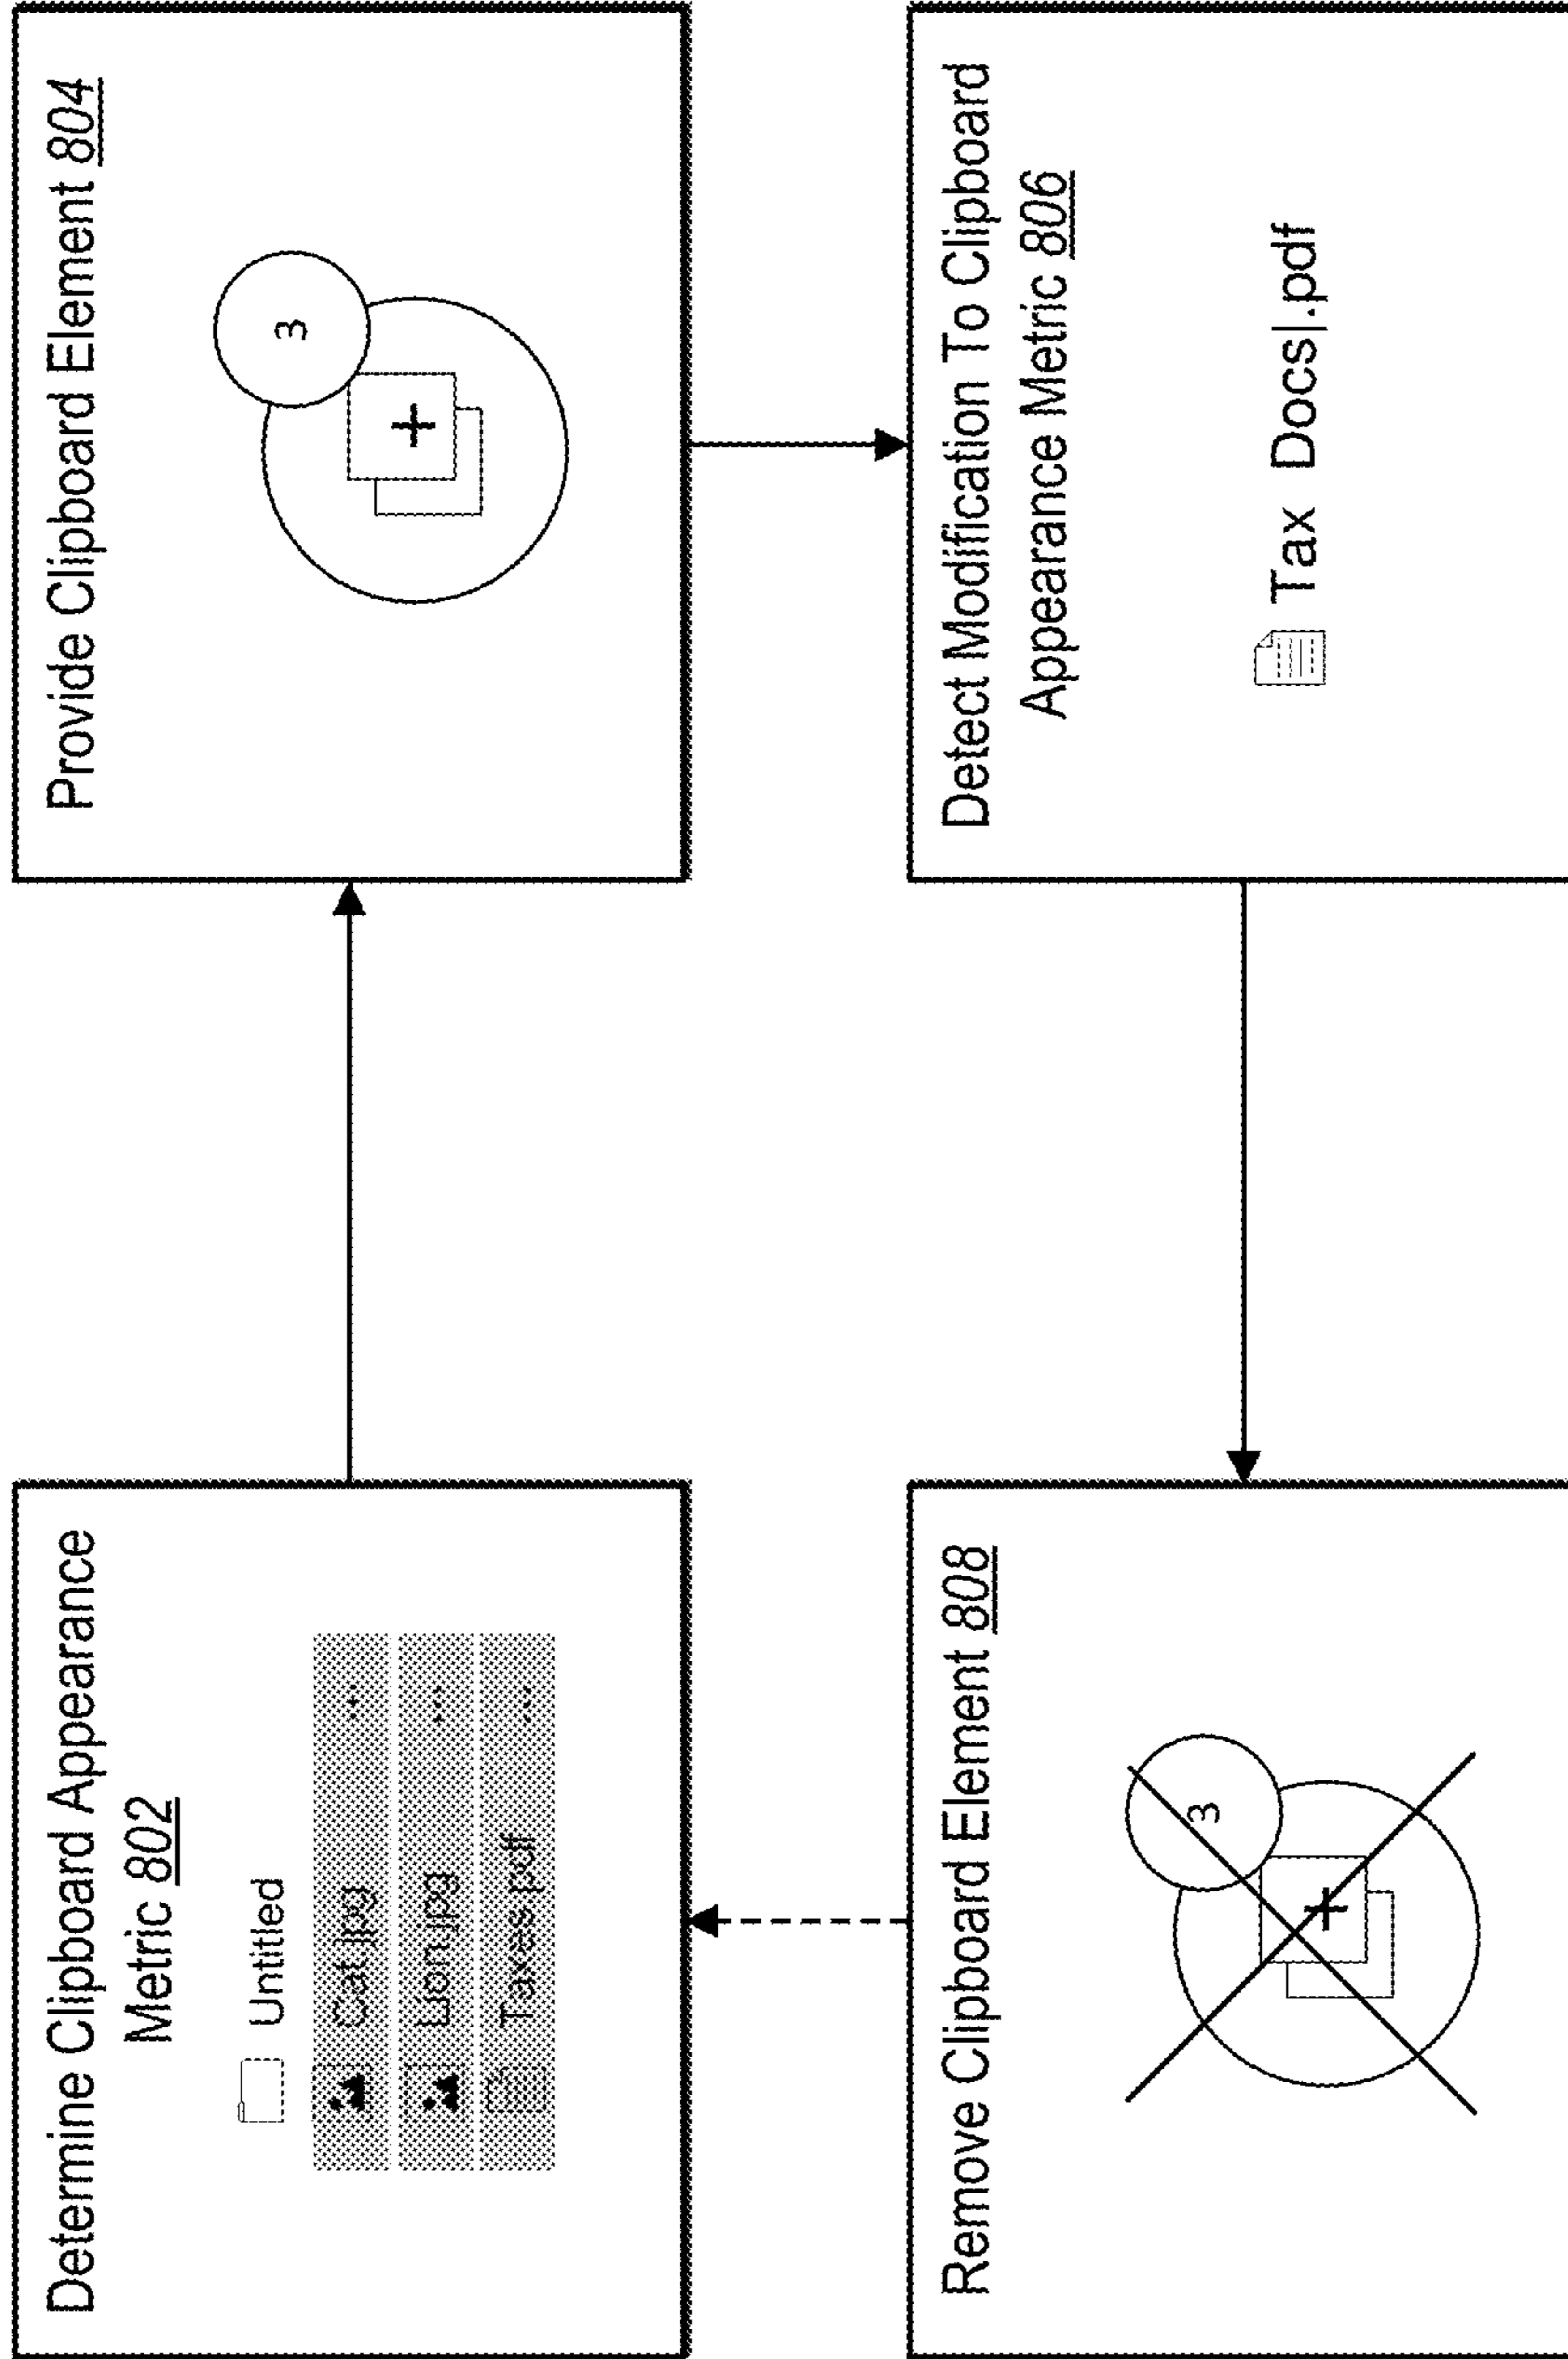 Determine Clipboard Appearance
Metric 802
Untitled
Cat.jpg ...
Lion.jpg ...
Taxes.pdf ...
Provide Clipboard Element 804
3
+
Detect Modification To Clipboard
Appearance Metric 806
Tax Docs|.pdf
Remove Clipboard Element 808
3
+